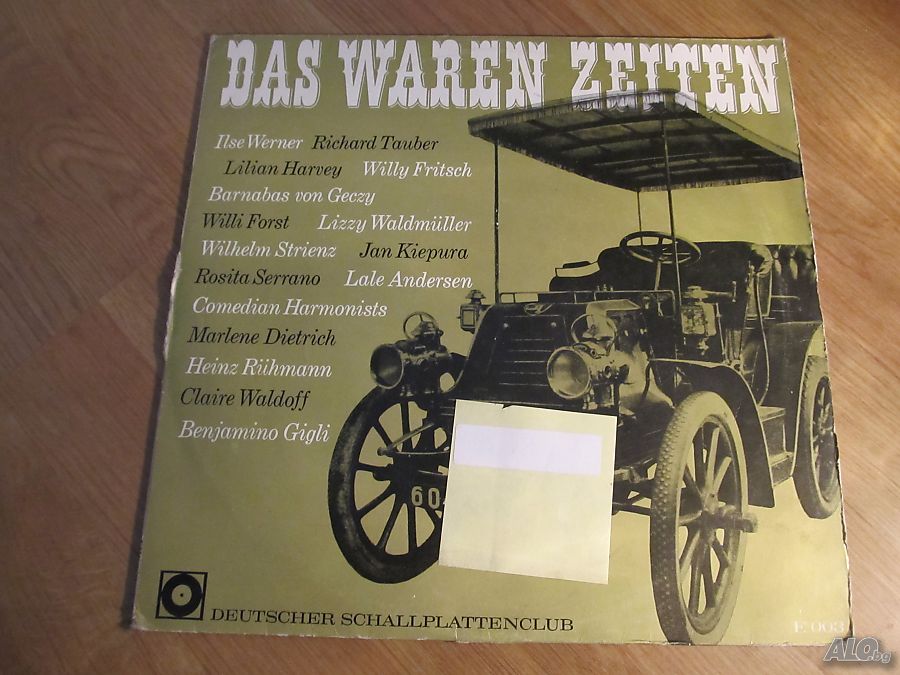 DAS WAREN ZEITEN
Ilse Werner Richard Tauber
Lilian Harvey Willy Fritsch
Barnabas von Geczy
Willi Forst Lizzy Waldmüller
Wilhelm Strienz Jan Kiepura
Rosita Serrano Lale Andersen
Comedian Harmonists
Marlene Dietrich
Heinz Rühmann
Claire Waldoff
Benjamino Gigli
60
DEUTSCHER SCHALLPLATTENCLUB
E 003
ALO.bg